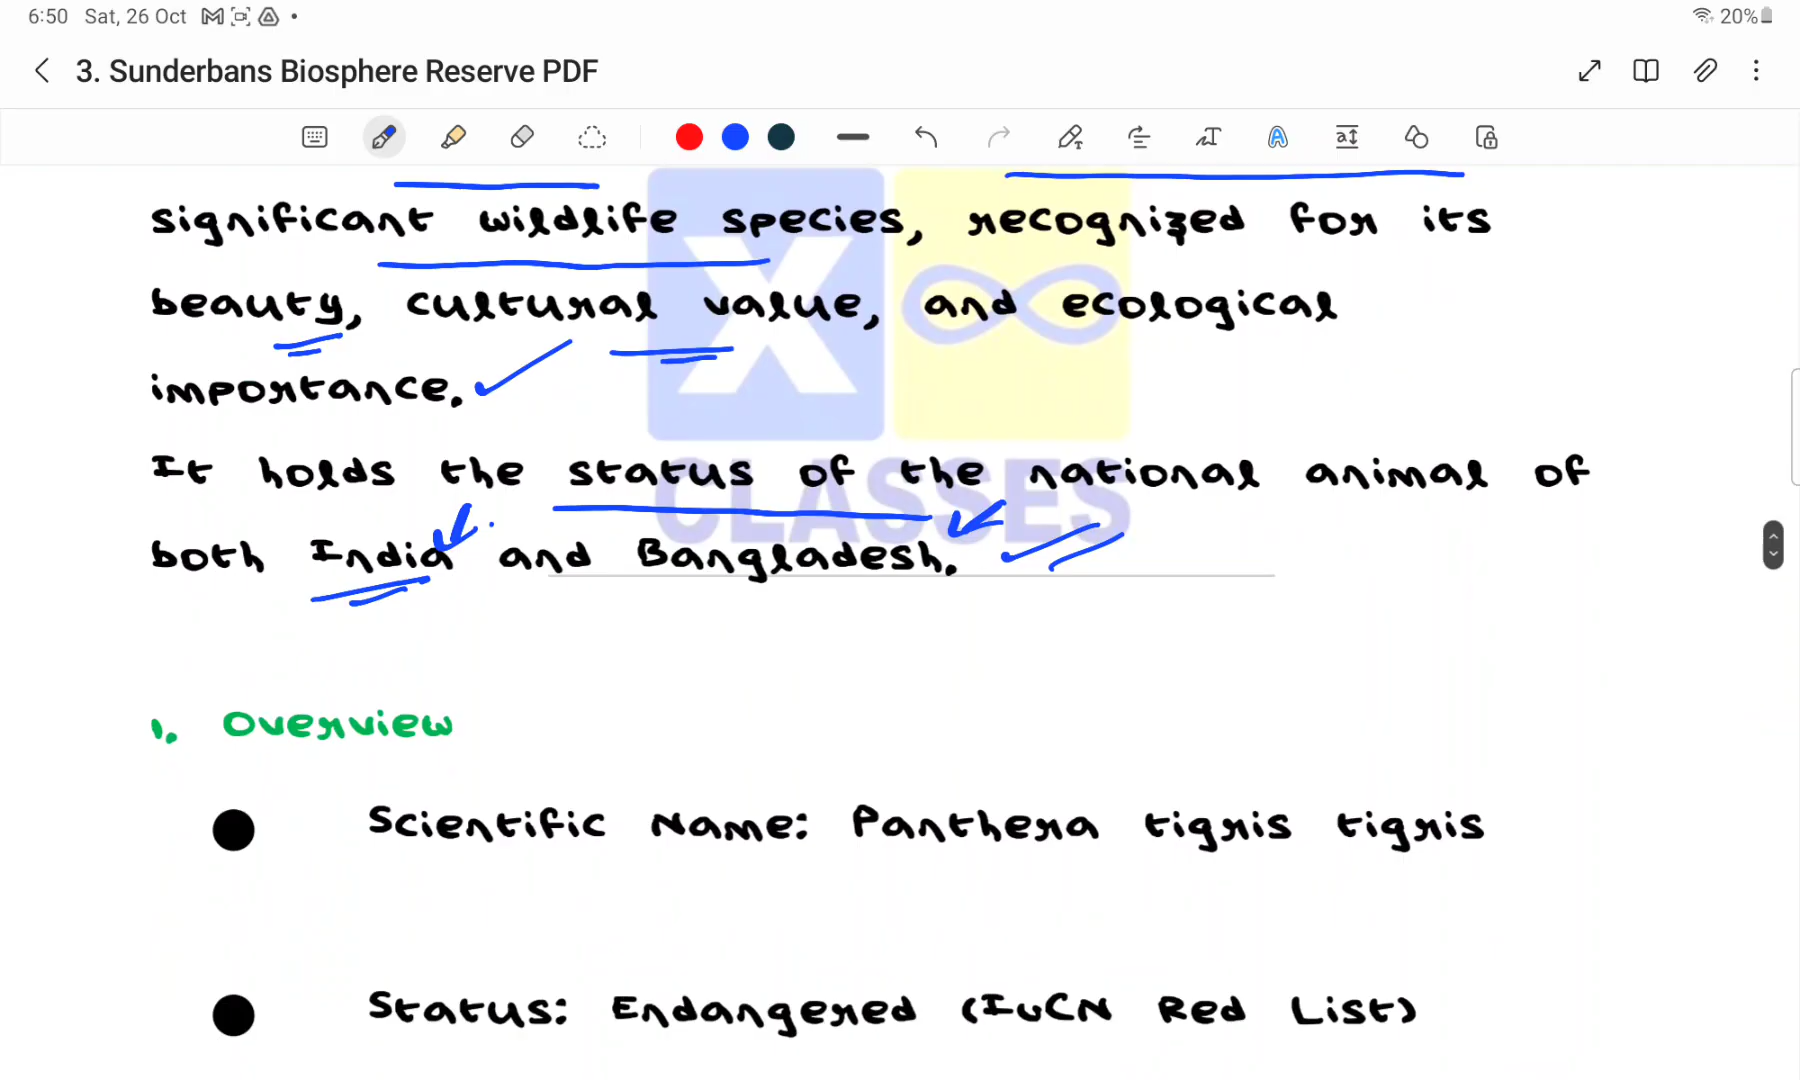 6:50 Sat, 26 Oct
20%
3. Sunderbans Biosphere Reserve PDF
significant wildlife species, recognized for its
beauty, cultural value, and ecological
importance.
It holds the status of the national animal of
both India and Bangladesh.
X
CLASSES
1. Overview
● Scientific Name: Panthera tigris tigris
● Status: Endangered (IUCN Red List)